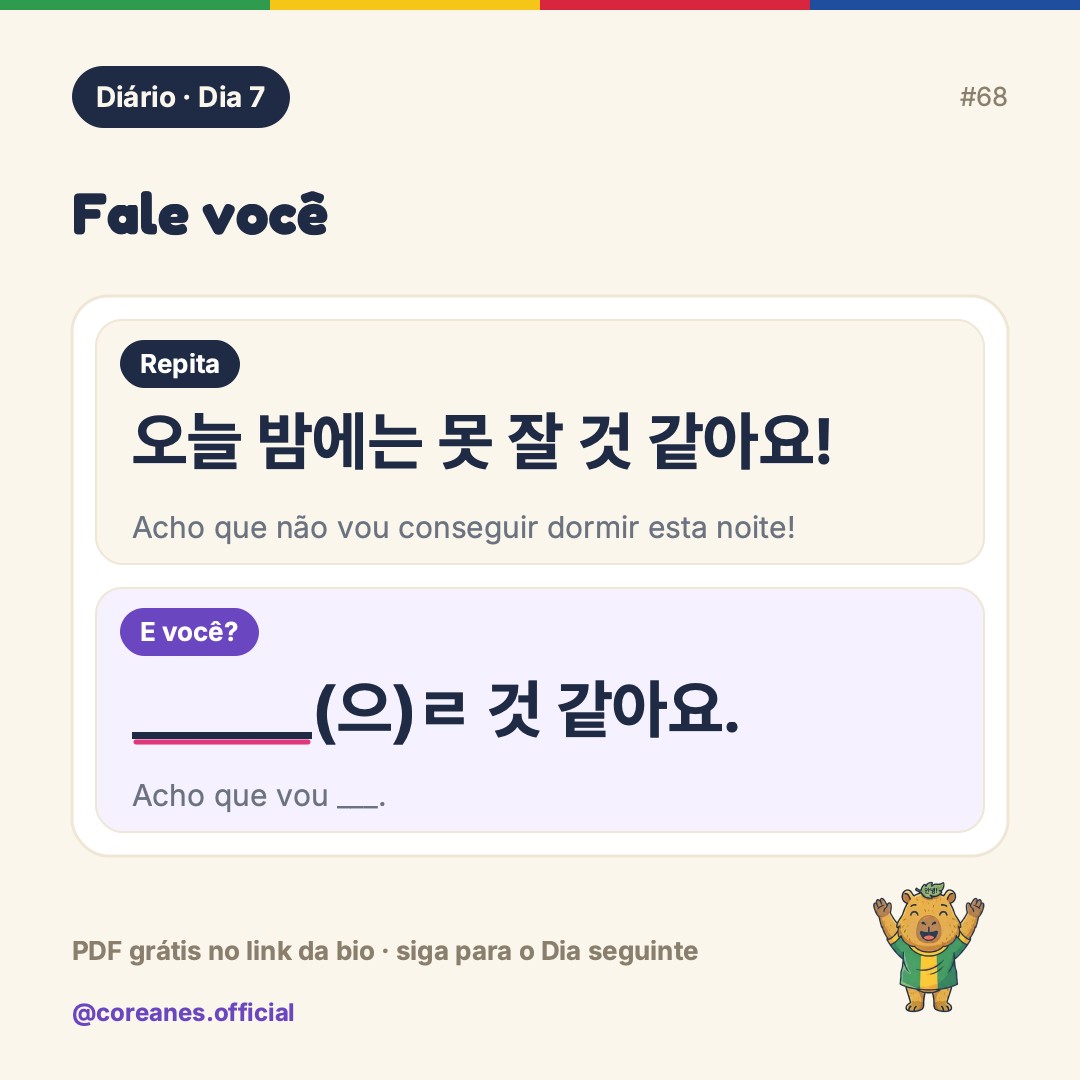 Diário · Dia 7
#68
Fale você
Repita
오늘 밤에는 못 잘 것 같아요!
Acho que não vou conseguir dormir esta noite!
E você?
______(으)ㄹ 것 같아요.
Acho que vou ___.
PDF grátis no link da bio · siga para o Dia seguinte
@coreanes.official